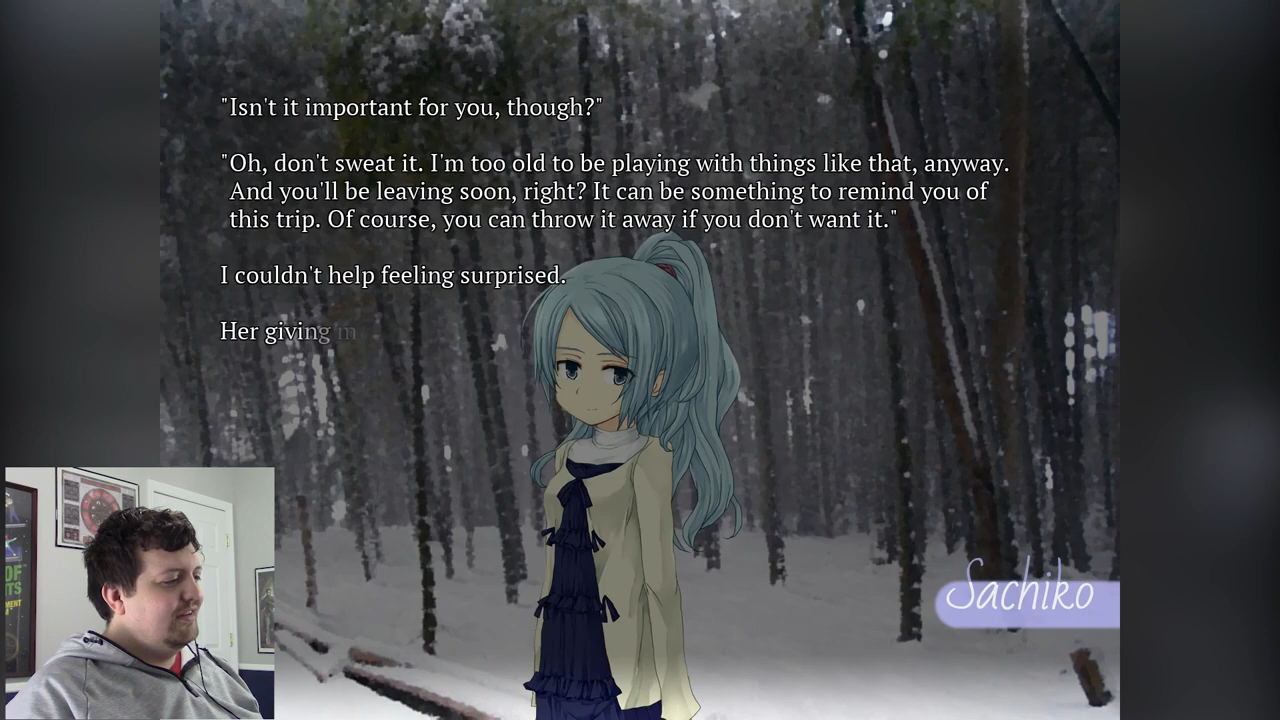 "Isn't it important for you, though?"
"Oh, don't sweat it. I'm too old to be playing with things like that, anyway.
And you'll be leaving soon, right? It can be something to remind you of
this trip. Of course, you can throw it away if you don't want it."
I couldn't help feeling surprised.
Her giving m
Sachiko